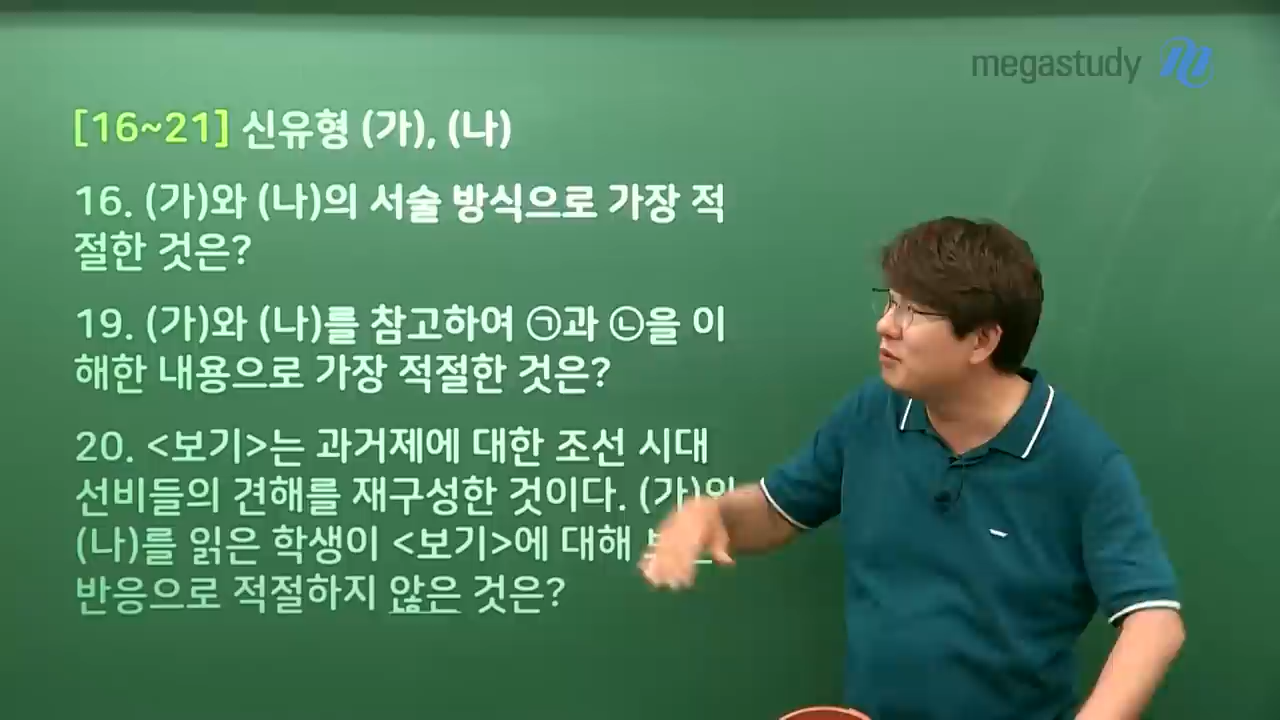 megastudy
[16~21] 신유형 (가), (나)
16. (가)와 (나)의 서술 방식으로 가장 적
절한 것은?
19. (가)와 (나)를 참고하여 ㉠과 ㉡을 이
해한 내용으로 가장 적절한 것은?
20. <보기>는 과거제에 대한 조선 시대
선비들의 견해를 재구성한 것이다. (가)와
(나)를 읽은 학생이 <보기>에 대해
반응으로 적절하지 않은 것은?